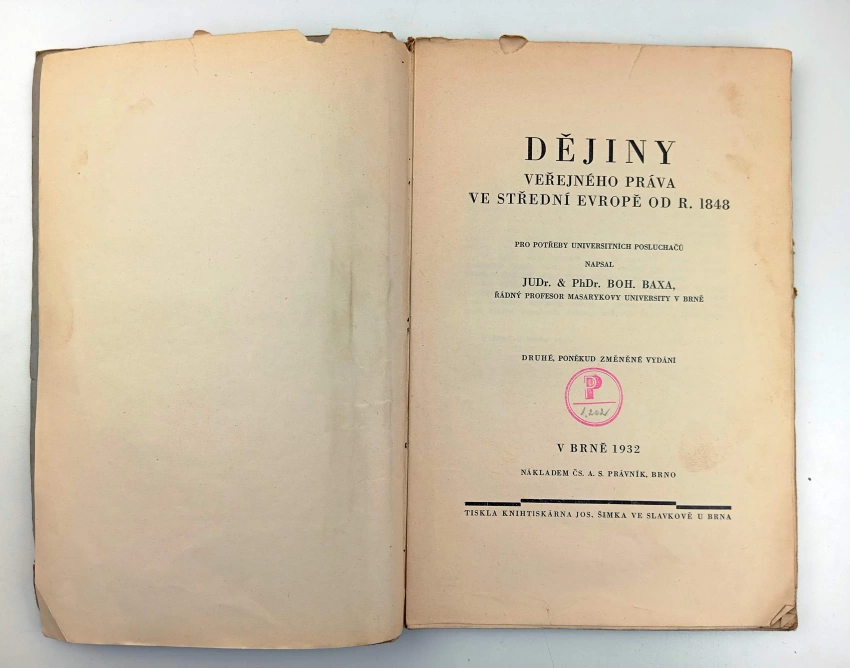 DĚJINY
VEŘEJNÉHO PRÁVA
VE STŘEDNÍ EVROPĚ OD R. 1848
PRO POTŘEBY UNIVERSITNÍCH POSLUCHAČŮ
NAPSAL
JUDr. & PhDr. BOH. BAXA,
ŘÁDNÝ PROFESOR MASARYKOVY UNIVERSITY V BRNĚ
DRUHÉ, PONĚKUD ZMĚNĚNÉ VYDÁNÍ
P
V BRNĚ 1932
NÁKLADEM ČS. A. S. PRÁVNÍK, BRNO
TISKLA KNIHTISKÁRNA JOS. ŠIMKA VE SLAVKOVĚ U BRNA